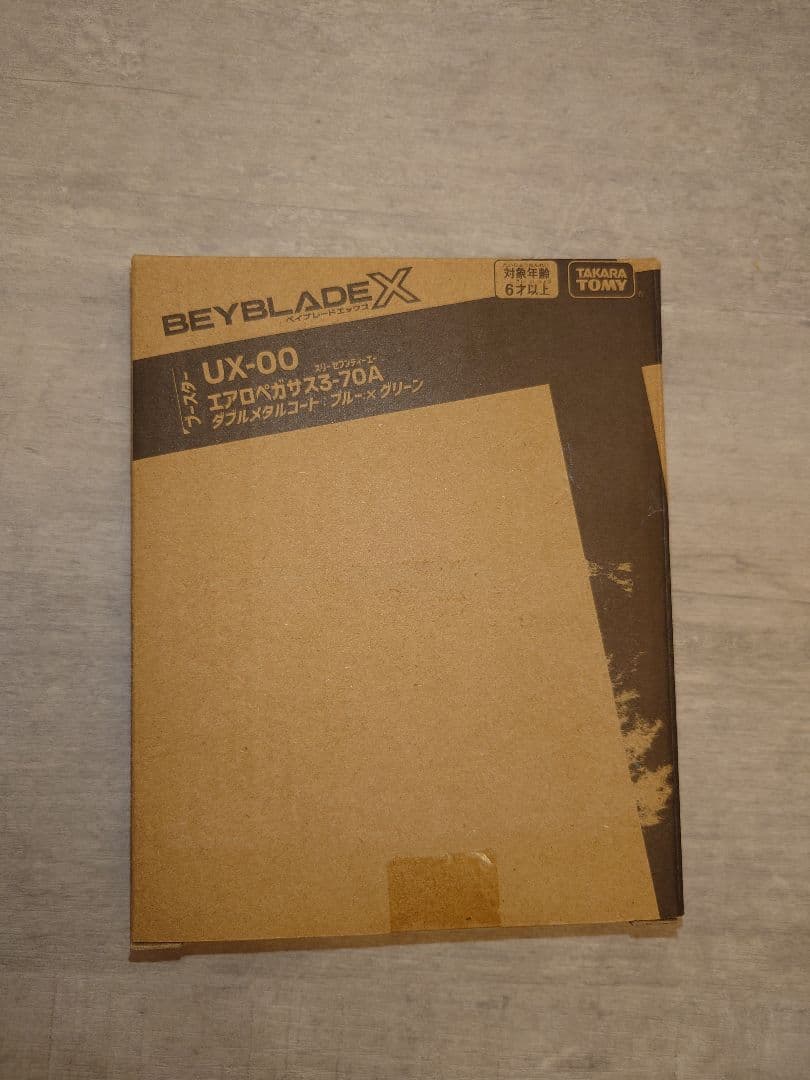 BEYBLADE X
ベイブレードエックス
対象年齢
6才以上
TAKARA
TOMY
ブースター
UX-00
スリーセブンティーエー
エアロペガサス3-70A
ダブルメタルコート：ブルー×グリーン